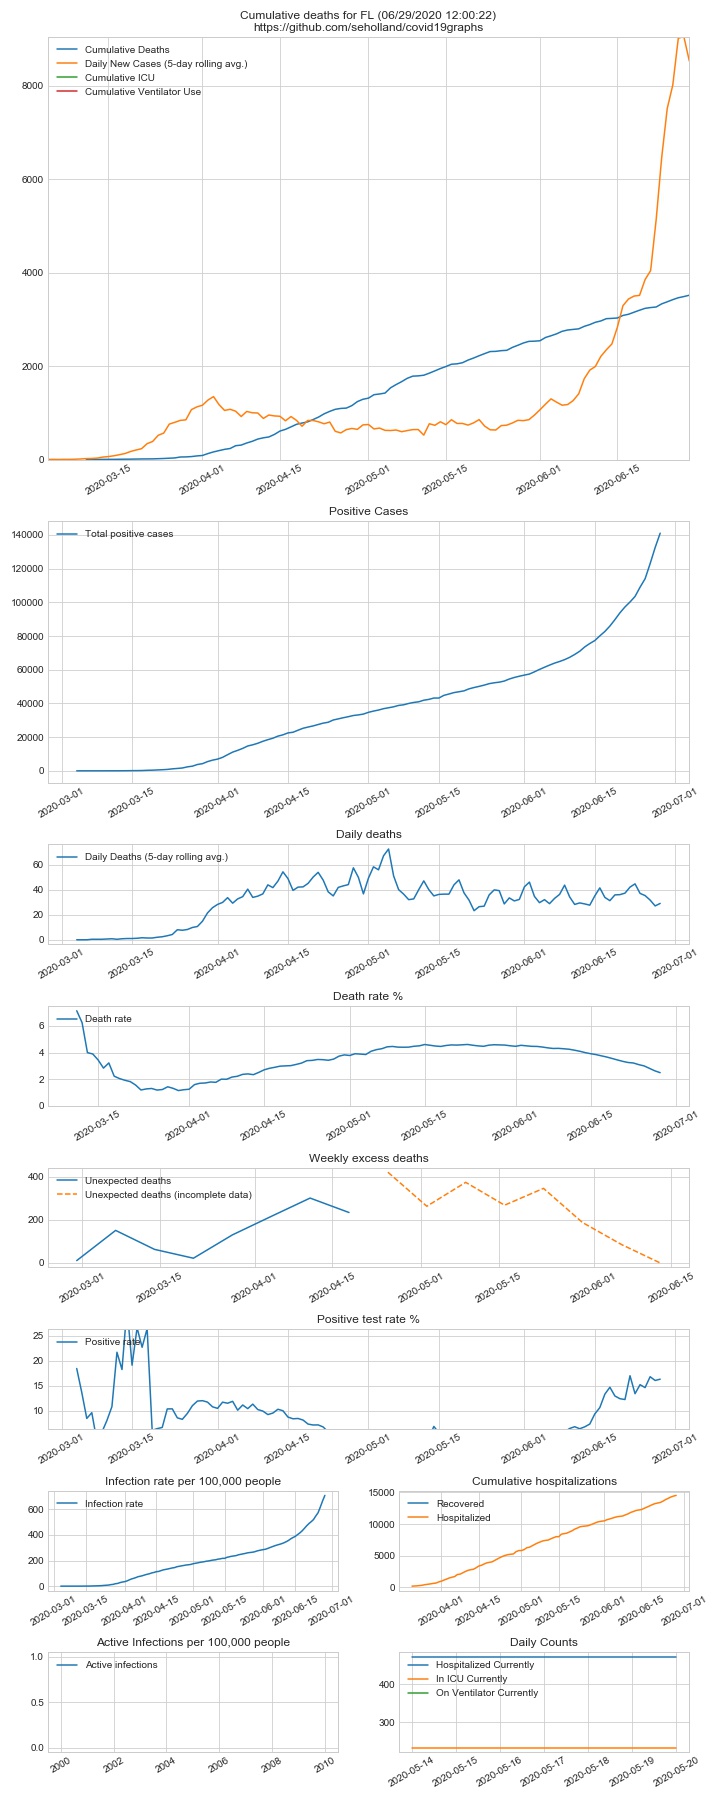 Cumulative deaths for FL (06/29/2020 12:00:22)
https://github.com/seholland/covid19graphs
Cumulative Deaths
Daily New Cases (5-day rolling avg.)
Cumulative ICU
Cumulative Ventilator Use
8000
6000
4000
2000
0
2020-03-15 2020-04-01 2020-04-15 2020-05-01 2020-05-15 2020-06-01 2020-06-15
Positive Cases
Total positive cases
140000
120000
100000
80000
60000
40000
20000
0
2020-03-01 2020-03-15 2020-04-01 2020-04-15 2020-05-01 2020-05-15 2020-06-01 2020-06-15 2020-07-01
Daily deaths
Daily Deaths (5-day rolling avg.)
60
40
20
0
2020-03-01 2020-03-15 2020-04-01 2020-04-15 2020-05-01 2020-05-15 2020-06-01 2020-06-15 2020-07-01
Death rate %
Death rate
6
4
2
0
2020-03-15 2020-04-01 2020-04-15 2020-05-01 2020-05-15 2020-06-01 2020-06-15 2020-07-01
Weekly excess deaths
Unexpected deaths
Unexpected deaths (incomplete data)
400
200
0
2020-03-01 2020-03-15 2020-04-01 2020-04-15 2020-05-01 2020-05-15 2020-06-01 2020-06-15
Positive test rate %
Positive rate
25
20
15
10
2020-03-01 2020-03-15 2020-04-01 2020-04-15 2020-05-01 2020-05-15 2020-06-01 2020-06-15 2020-07-01
Infection rate per 100,000 people
Infection rate
600
400
200
0
2020-03-01 2020-03-15 2020-04-01 2020-04-15 2020-05-01 2020-05-15 2020-06-01 2020-06-15 2020-07-01
Cumulative hospitalizations
Recovered
Hospitalized
15000
10000
5000
0
2020-04-01 2020-04-15 2020-05-01 2020-05-15 2020-06-01 2020-06-15 2020-07-01
Active Infections per 100,000 people
Active infections
1.0
0.5
0.0
2000 2002 2004 2006 2008 2010
Daily Counts
Hospitalized Currently
In ICU Currently
On Ventilator Currently
400
300
2020-05-14 2020-05-15 2020-05-16 2020-05-17 2020-05-18 2020-05-19 2020-05-20